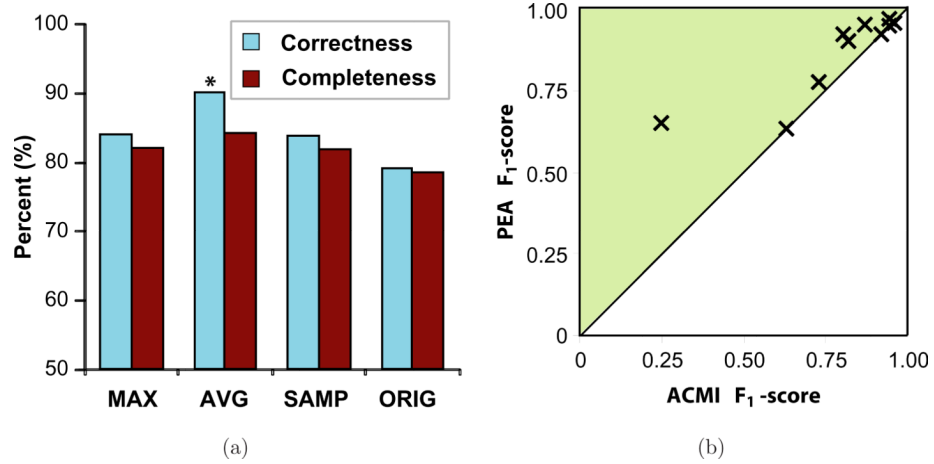 100
90
80
70
60
50
Percent (%)
Correctness
Completeness
*
MAX AVG SAMP ORIG
(a)
1.00
0.75
0.50
0.25
0
PEA F₁-score
0 0.25 0.50 0.75 1.00
ACMI F₁ -score
(b)